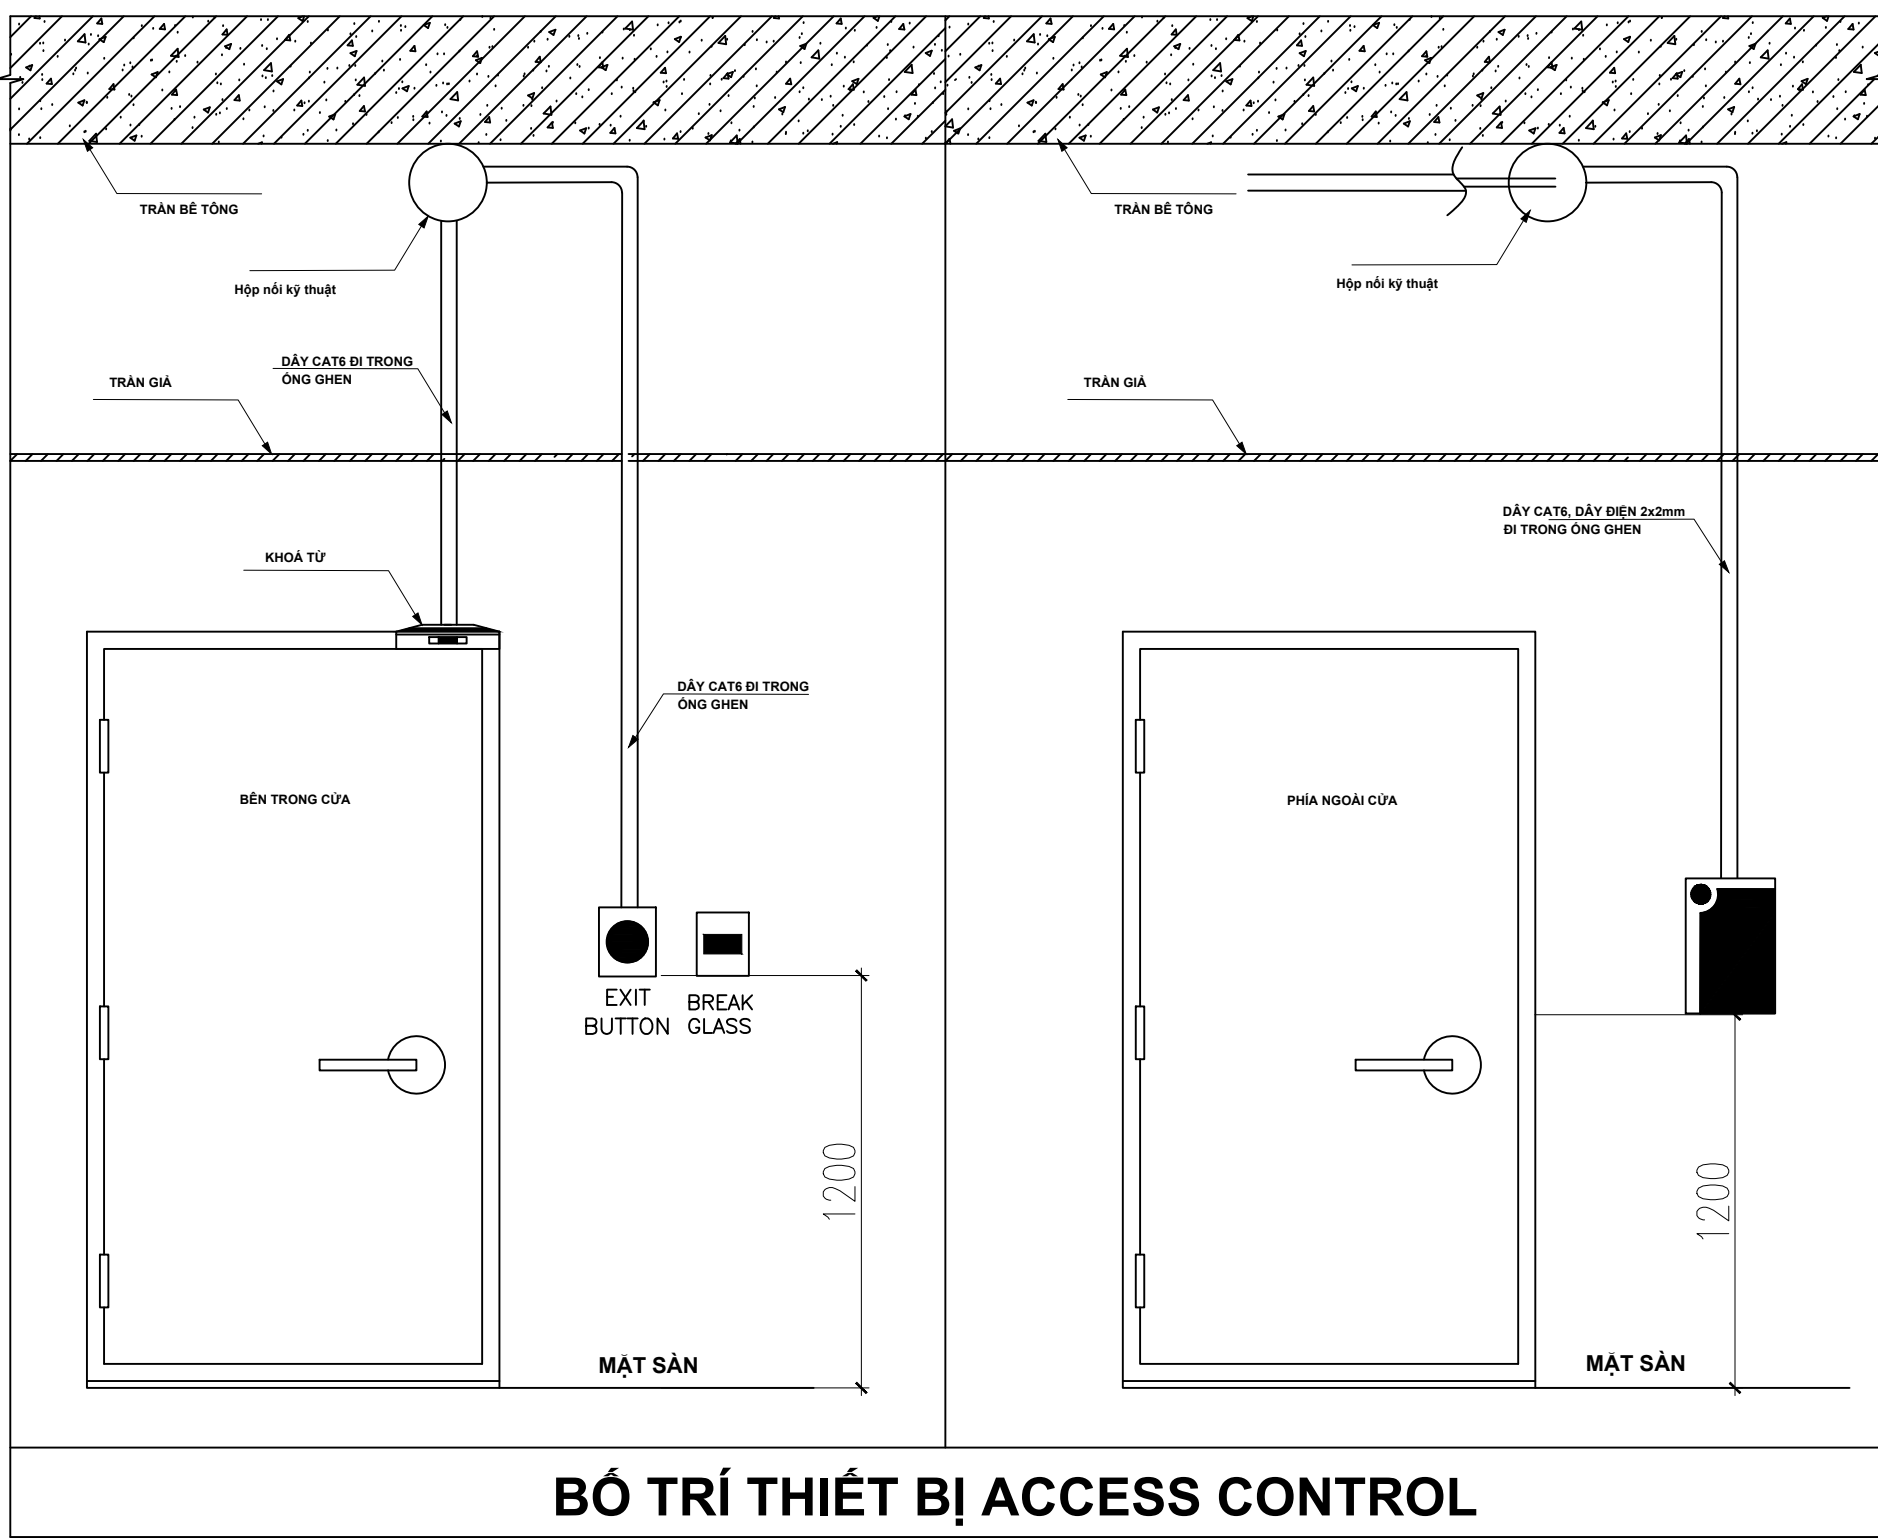 TRẦN BÊ TÔNG
Hộp nối kỹ thuật
DÂY CAT6 ĐI TRONG
ỐNG GHEN
TRẦN GIẢ
KHOÁ TỪ
DÂY CAT6 ĐI TRONG
ỐNG GHEN
BÊN TRONG CỬA
EXIT
BUTTON
BREAK
GLASS
1200
MẶT SÀN
TRẦN BÊ TÔNG
Hộp nối kỹ thuật
TRẦN GIẢ
DÂY CAT6, DÂY ĐIỆN 2x2mm
ĐI TRONG ỐNG GHEN
PHÍA NGOÀI CỬA
1200
MẶT SÀN
BỐ TRÍ THIẾT BỊ ACCESS CONTROL